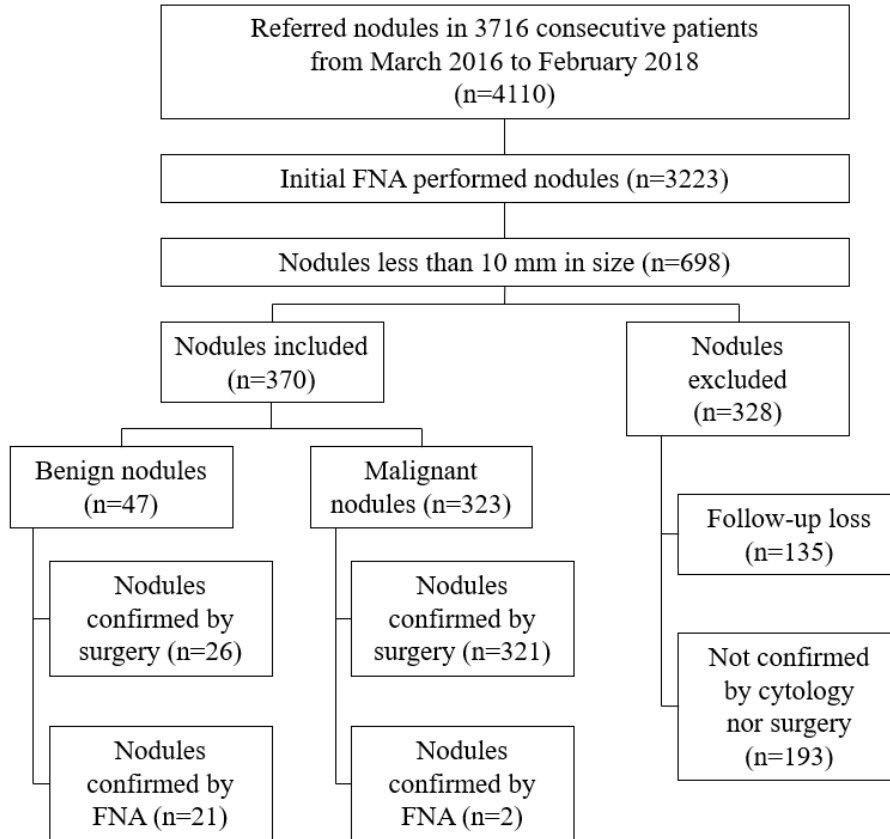 Referred nodules in 3716 consecutive patients
from March 2016 to February 2018
(n=4110)
Initial FNA performed nodules (n=3223)
Nodules less than 10 mm in size (n=698)
Nodules included
(n=370)
Nodules
excluded
(n=328)
Benign nodules
(n=47)
Malignant
nodules (n=323)
Nodules
confirmed by
surgery (n=26)
Nodules
confirmed by
surgery (n=321)
Nodules
confirmed by
FNA (n=21)
Nodules
confirmed by
FNA (n=2)
Follow-up loss
(n=135)
Not confirmed
by cytology
nor surgery
(n=193)